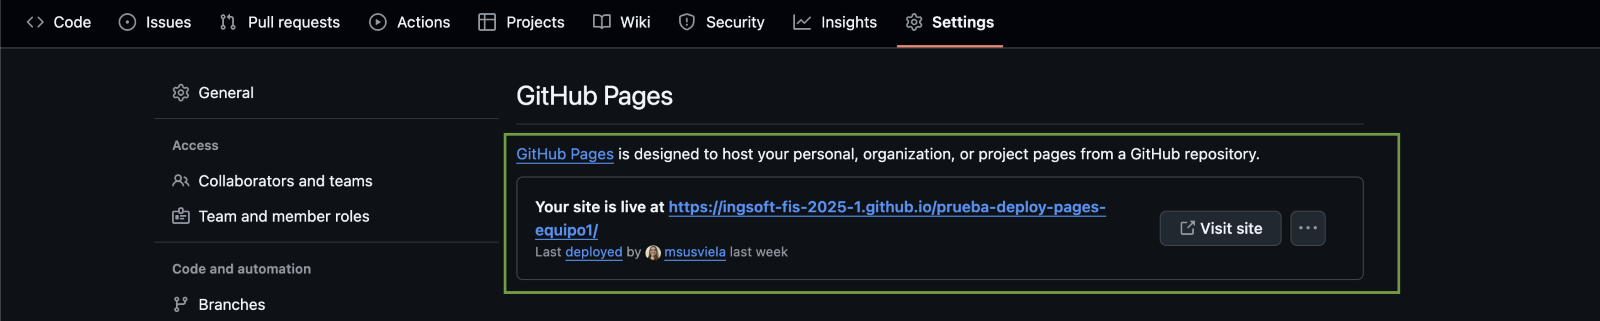 Code Issues Pull requests Actions Projects Wiki Security Insights Settings
General
Access
Collaborators and teams
Team and member roles
Code and automation
Branches
GitHub Pages
GitHub Pages is designed to host your personal, organization, or project pages from a GitHub repository.
Your site is live at https://ingsoft-fis-2025-1.github.io/prueba-deploy-pages-
equipo1/
Last deployed by msusviela last week
Visit site